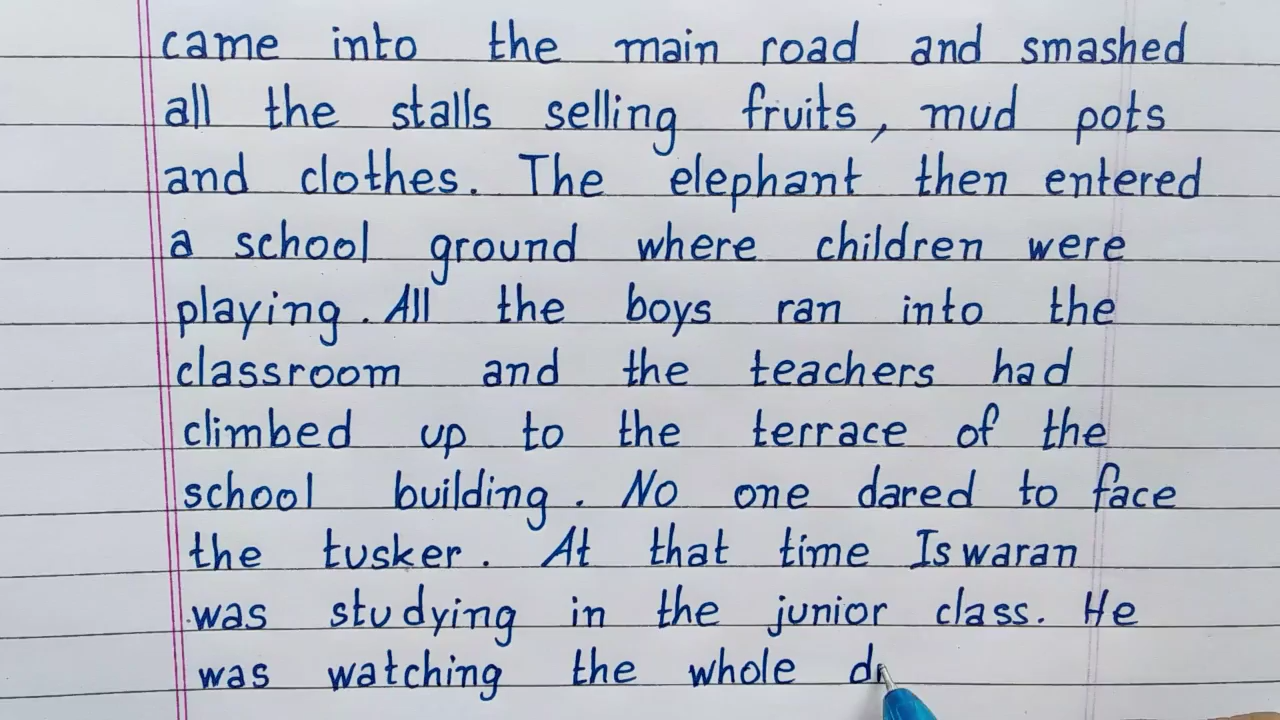 came into the main road and smashed
all the stalls selling fruits, mud pots
and clothes. The elephant then entered
a school ground where children were
playing. All the boys ran into the
classroom and the teachers had
climbed up to the terrace of the
school building. No one dared to face
the tusker. At that time Iswaran
was studying in the junior class. He
was watching the whole